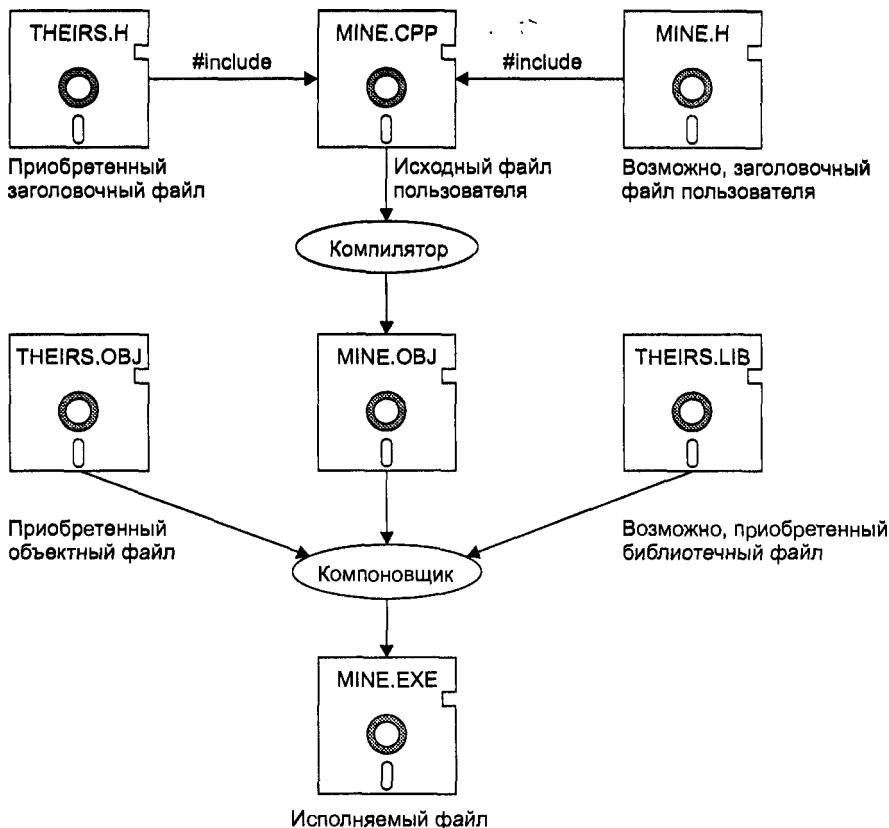 THEIRS.H
MINE.CPP
MINE.H
#include
#include
Приобретенный
заголовочный файл
Исходный файл
пользователя
Возможно, заголовочный
файл пользователя
Компилятор
THEIRS.OBJ
MINE.OBJ
THEIRS.LIB
Приобретенный
объектный файл
Возможно, приобретенный
библиотечный файл
Компоновщик
MINE.EXE
Исполняемый файл